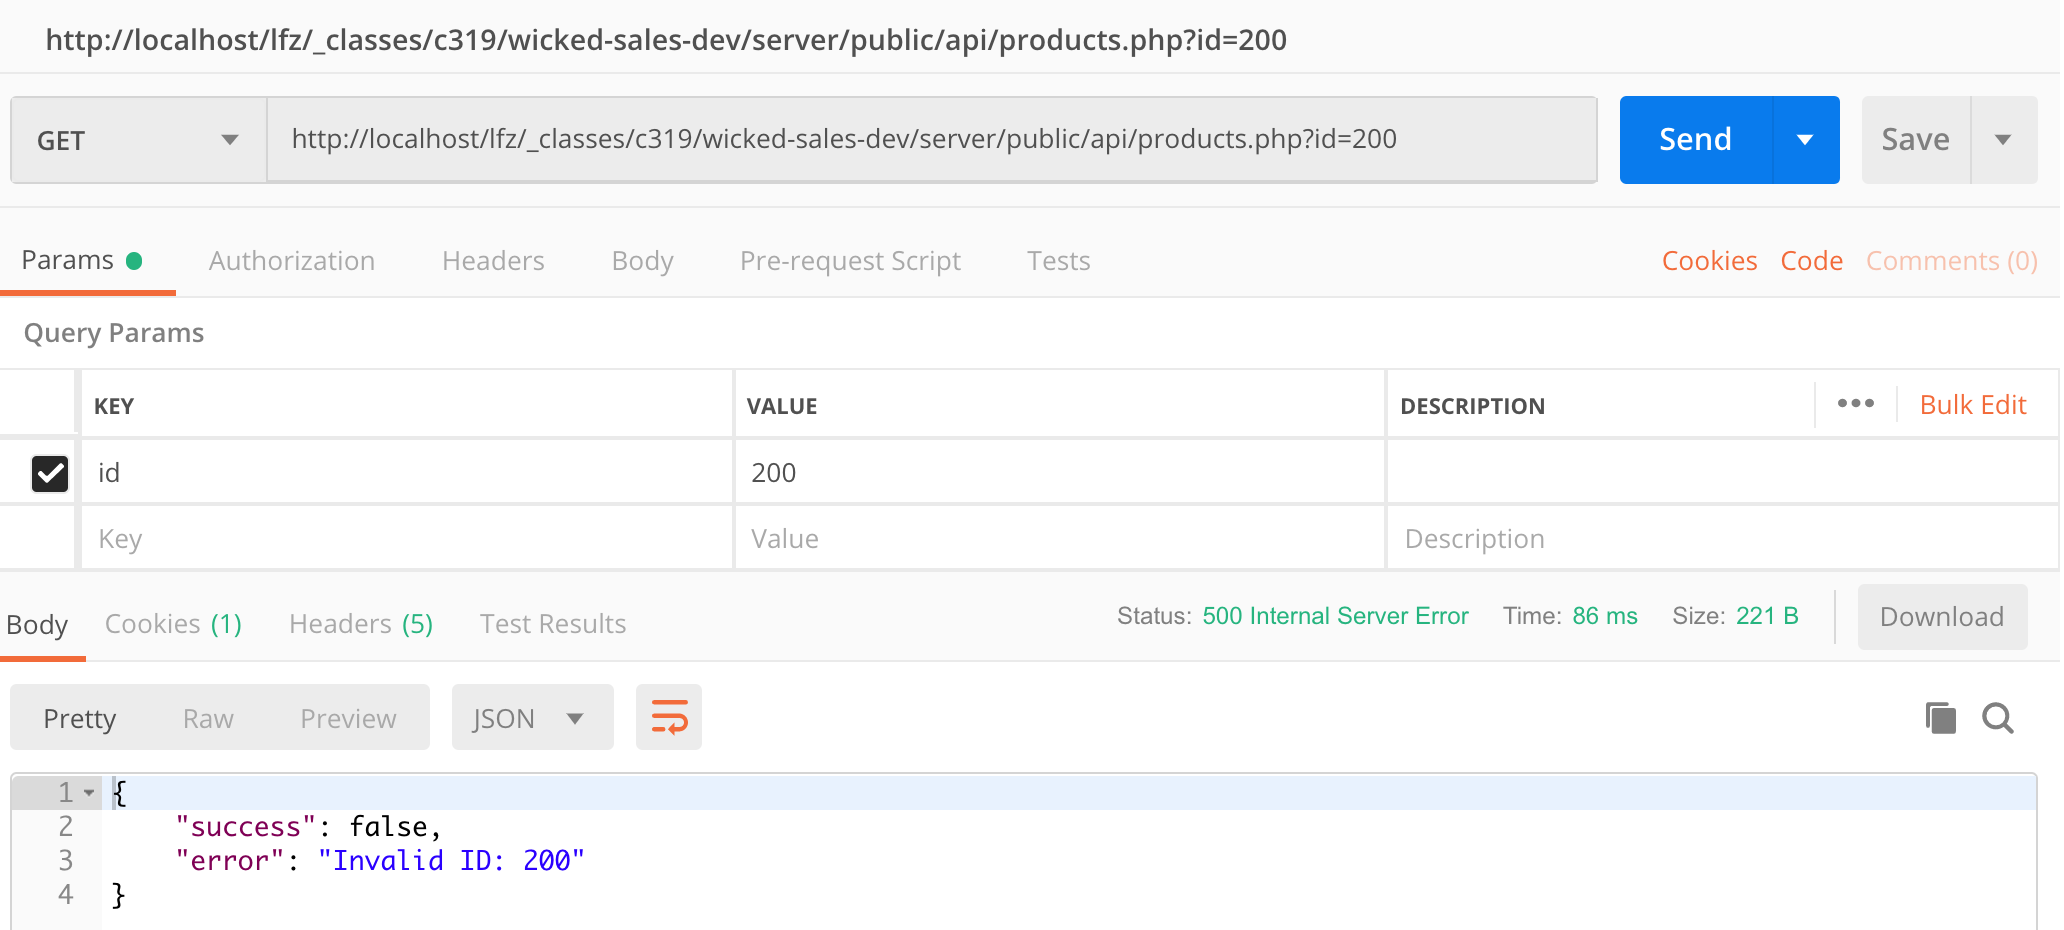 http://localhost/lfz/_classes/c319/wicked-sales-dev/server/public/api/products.php?id=200
GET http://localhost/lfz/_classes/c319/wicked-sales-dev/server/public/api/products.php?id=200 Send Save
Params Authorization Headers Body Pre-request Script Tests Cookies Code Comments (0)
Query Params
KEY VALUE DESCRIPTION Bulk Edit
id 200
Key Value Description
Body Cookies (1) Headers (5) Test Results Status: 500 Internal Server Error Time: 86 ms Size: 221 B Download
Pretty Raw Preview JSON
1 {
2 "success": false,
3 "error": "Invalid ID: 200"
4 }